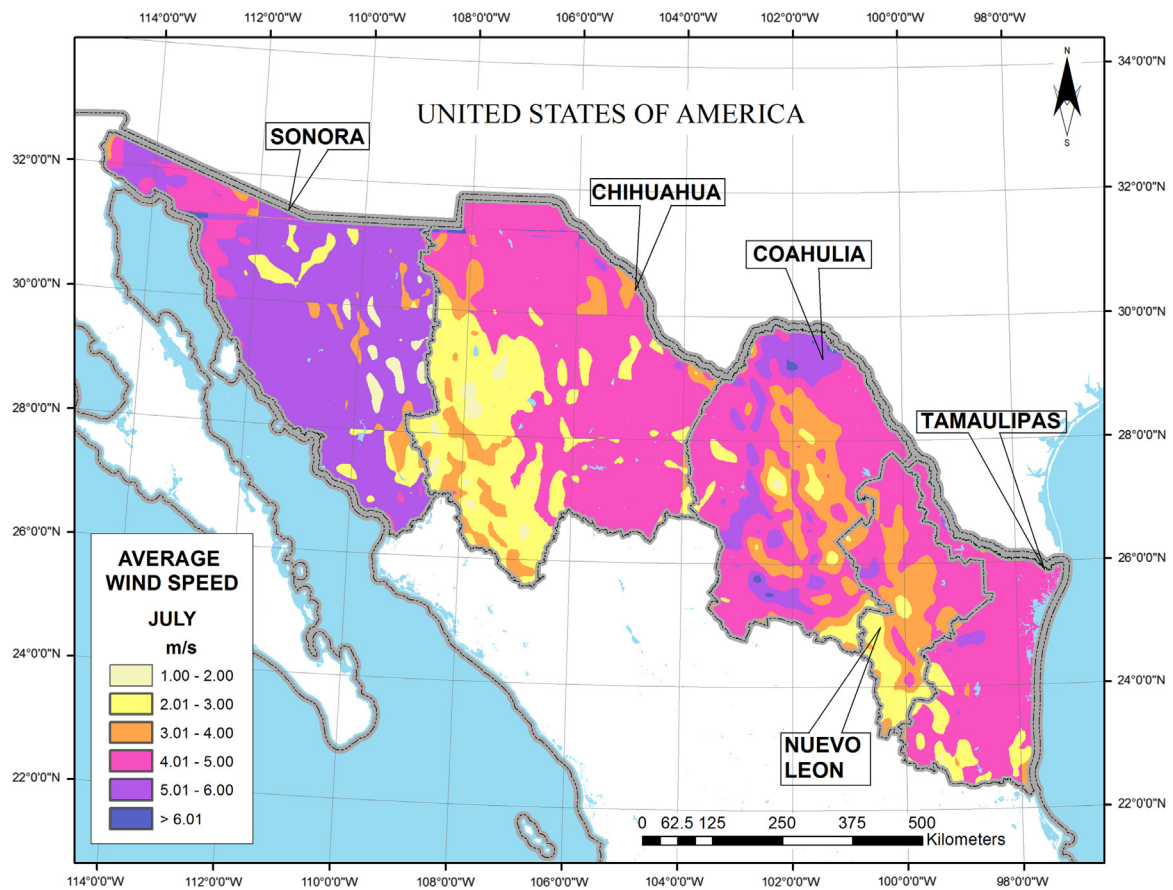 114°0'0"W 112°0'0"W 110°0'0"W 108°0'0"W 106°0'0"W 104°0'0"W 102°0'0"W 100°0'0"W 98°0'0"W
N
S
34°0'0"N
UNITED STATES OF AMERICA
SONORA
32°0'0"N
32°0'0"N
CHIHUAHUA
COAHULIA
30°0'0"N
30°0'0"N
28°0'0"N
TAMAULIPAS
28°0'0"N
26°0'0"N
26°0'0"N
AVERAGE
WIND SPEED
JULY
m/s
1.00 - 2.00
2.01 - 3.00
3.01 - 4.00
4.01 - 5.00
5.01 - 6.00
> 6.01
24°0'0"N
24°0'0"N
NUEVO
LEON
22°0'0"N
22°0'0"N
0 62.5 125 250 375 500
Kilometers
114°0'0"W 112°0'0"W 110°0'0"W 108°0'0"W 106°0'0"W 104°0'0"W 102°0'0"W 100°0'0"W 98°0'0"W